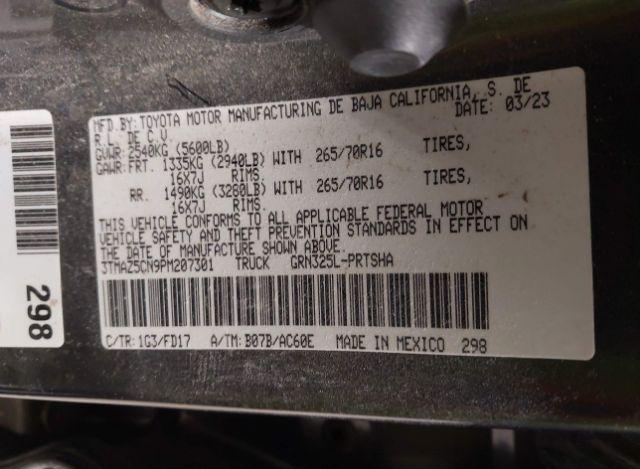 MFD.BY:TOYOTA MOTOR MANUFACTURING DE BAJA CALIFORNIA, S. DE
R.L. DE C.V. DATE: 03/23
GVWR:2540KG (5600LB)
GAWR:FRT. 1335KG (2940LB) WITH 265/70R16 TIRES,
16X7J RIMS.
RR. 1490KG (3280LB) WITH 265/70R16 TIRES,
16X7J RIMS.
THIS VEHICLE CONFORMS TO ALL APPLICABLE FEDERAL MOTOR
VEHICLE SAFETY AND THEFT PREVENTION STANDARDS IN EFFECT ON
THE DATE OF MANUFACTURE SHOWN ABOVE.
3TMAZ5CN9PM207301 TRUCK GRN325L-PRTSHA
C/TR:1G3/FD17 A/TM:B07B/AC60E MADE IN MEXICO 298
298